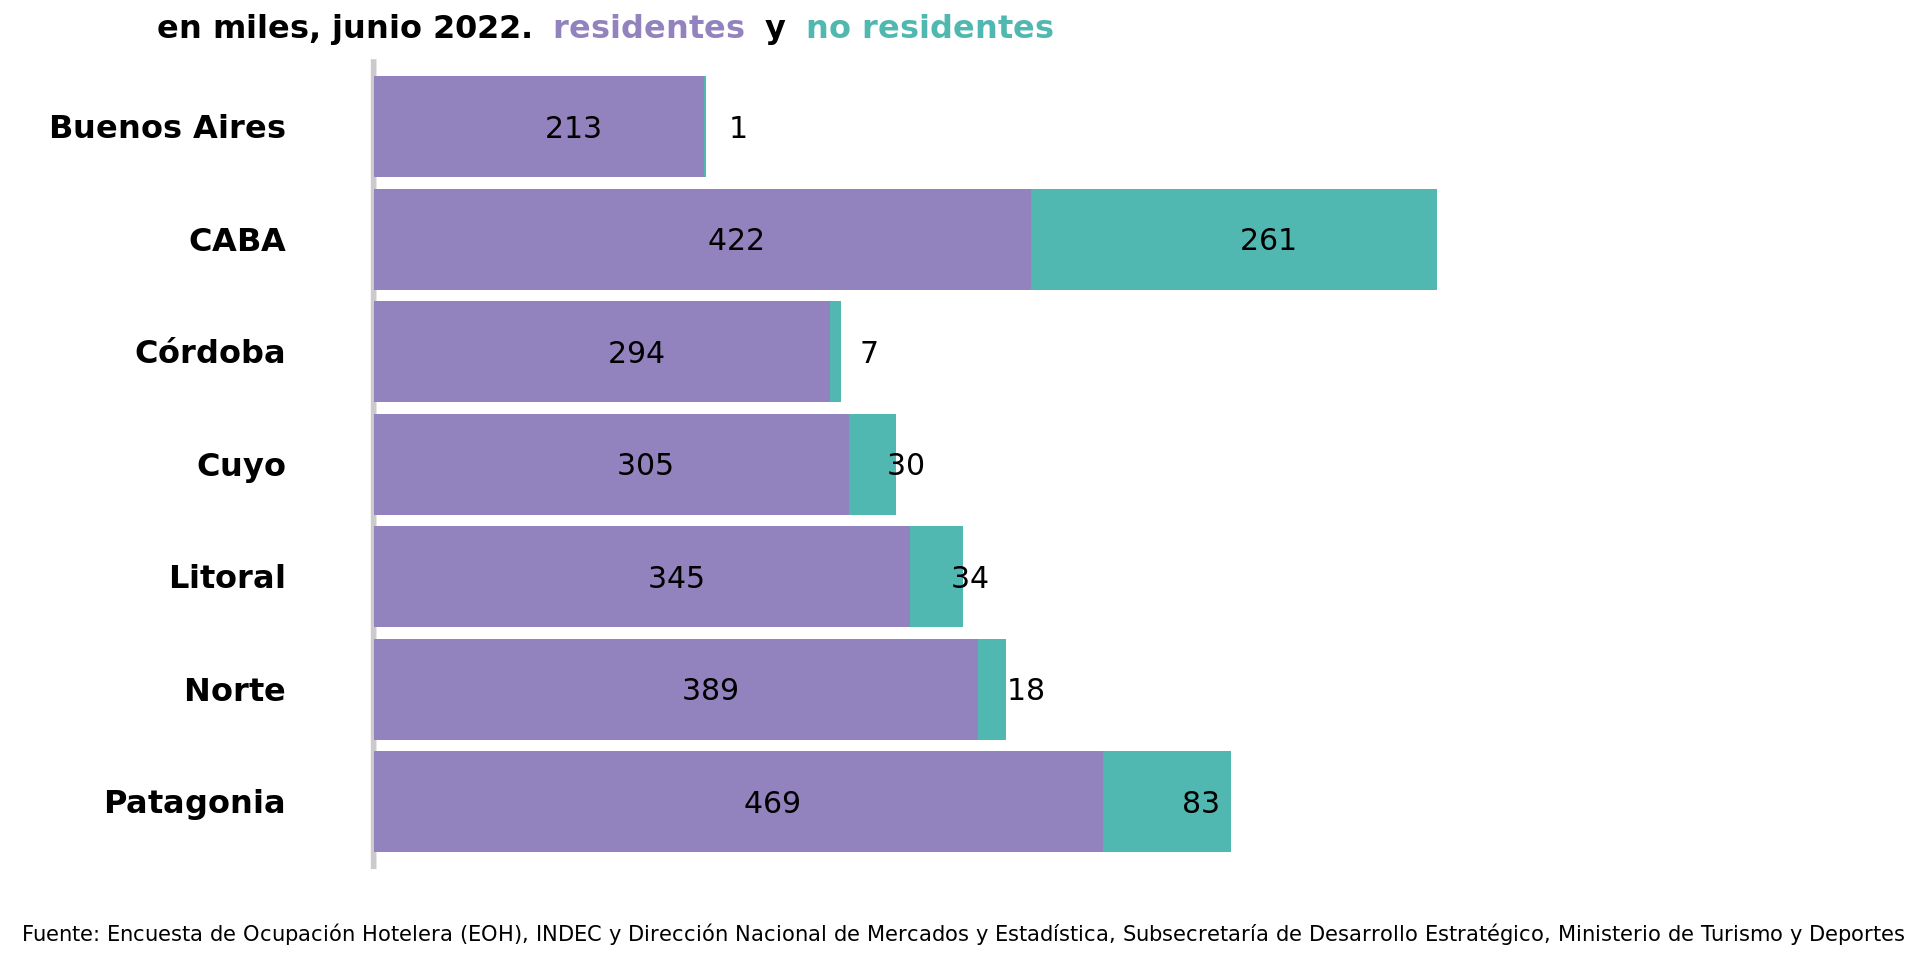 en miles, junio 2022. residentes y no residentes
Buenos Aires 213 1
CABA 422 261
Córdoba 294 7
Cuyo 305 30
Litoral 345 34
Norte 389 18
Patagonia 469 83
Fuente: Encuesta de Ocupación Hotelera (EOH), INDEC y Dirección Nacional de Mercados y Estadística, Subsecretaría de Desarrollo Estratégico, Ministerio de Turismo y Deportes